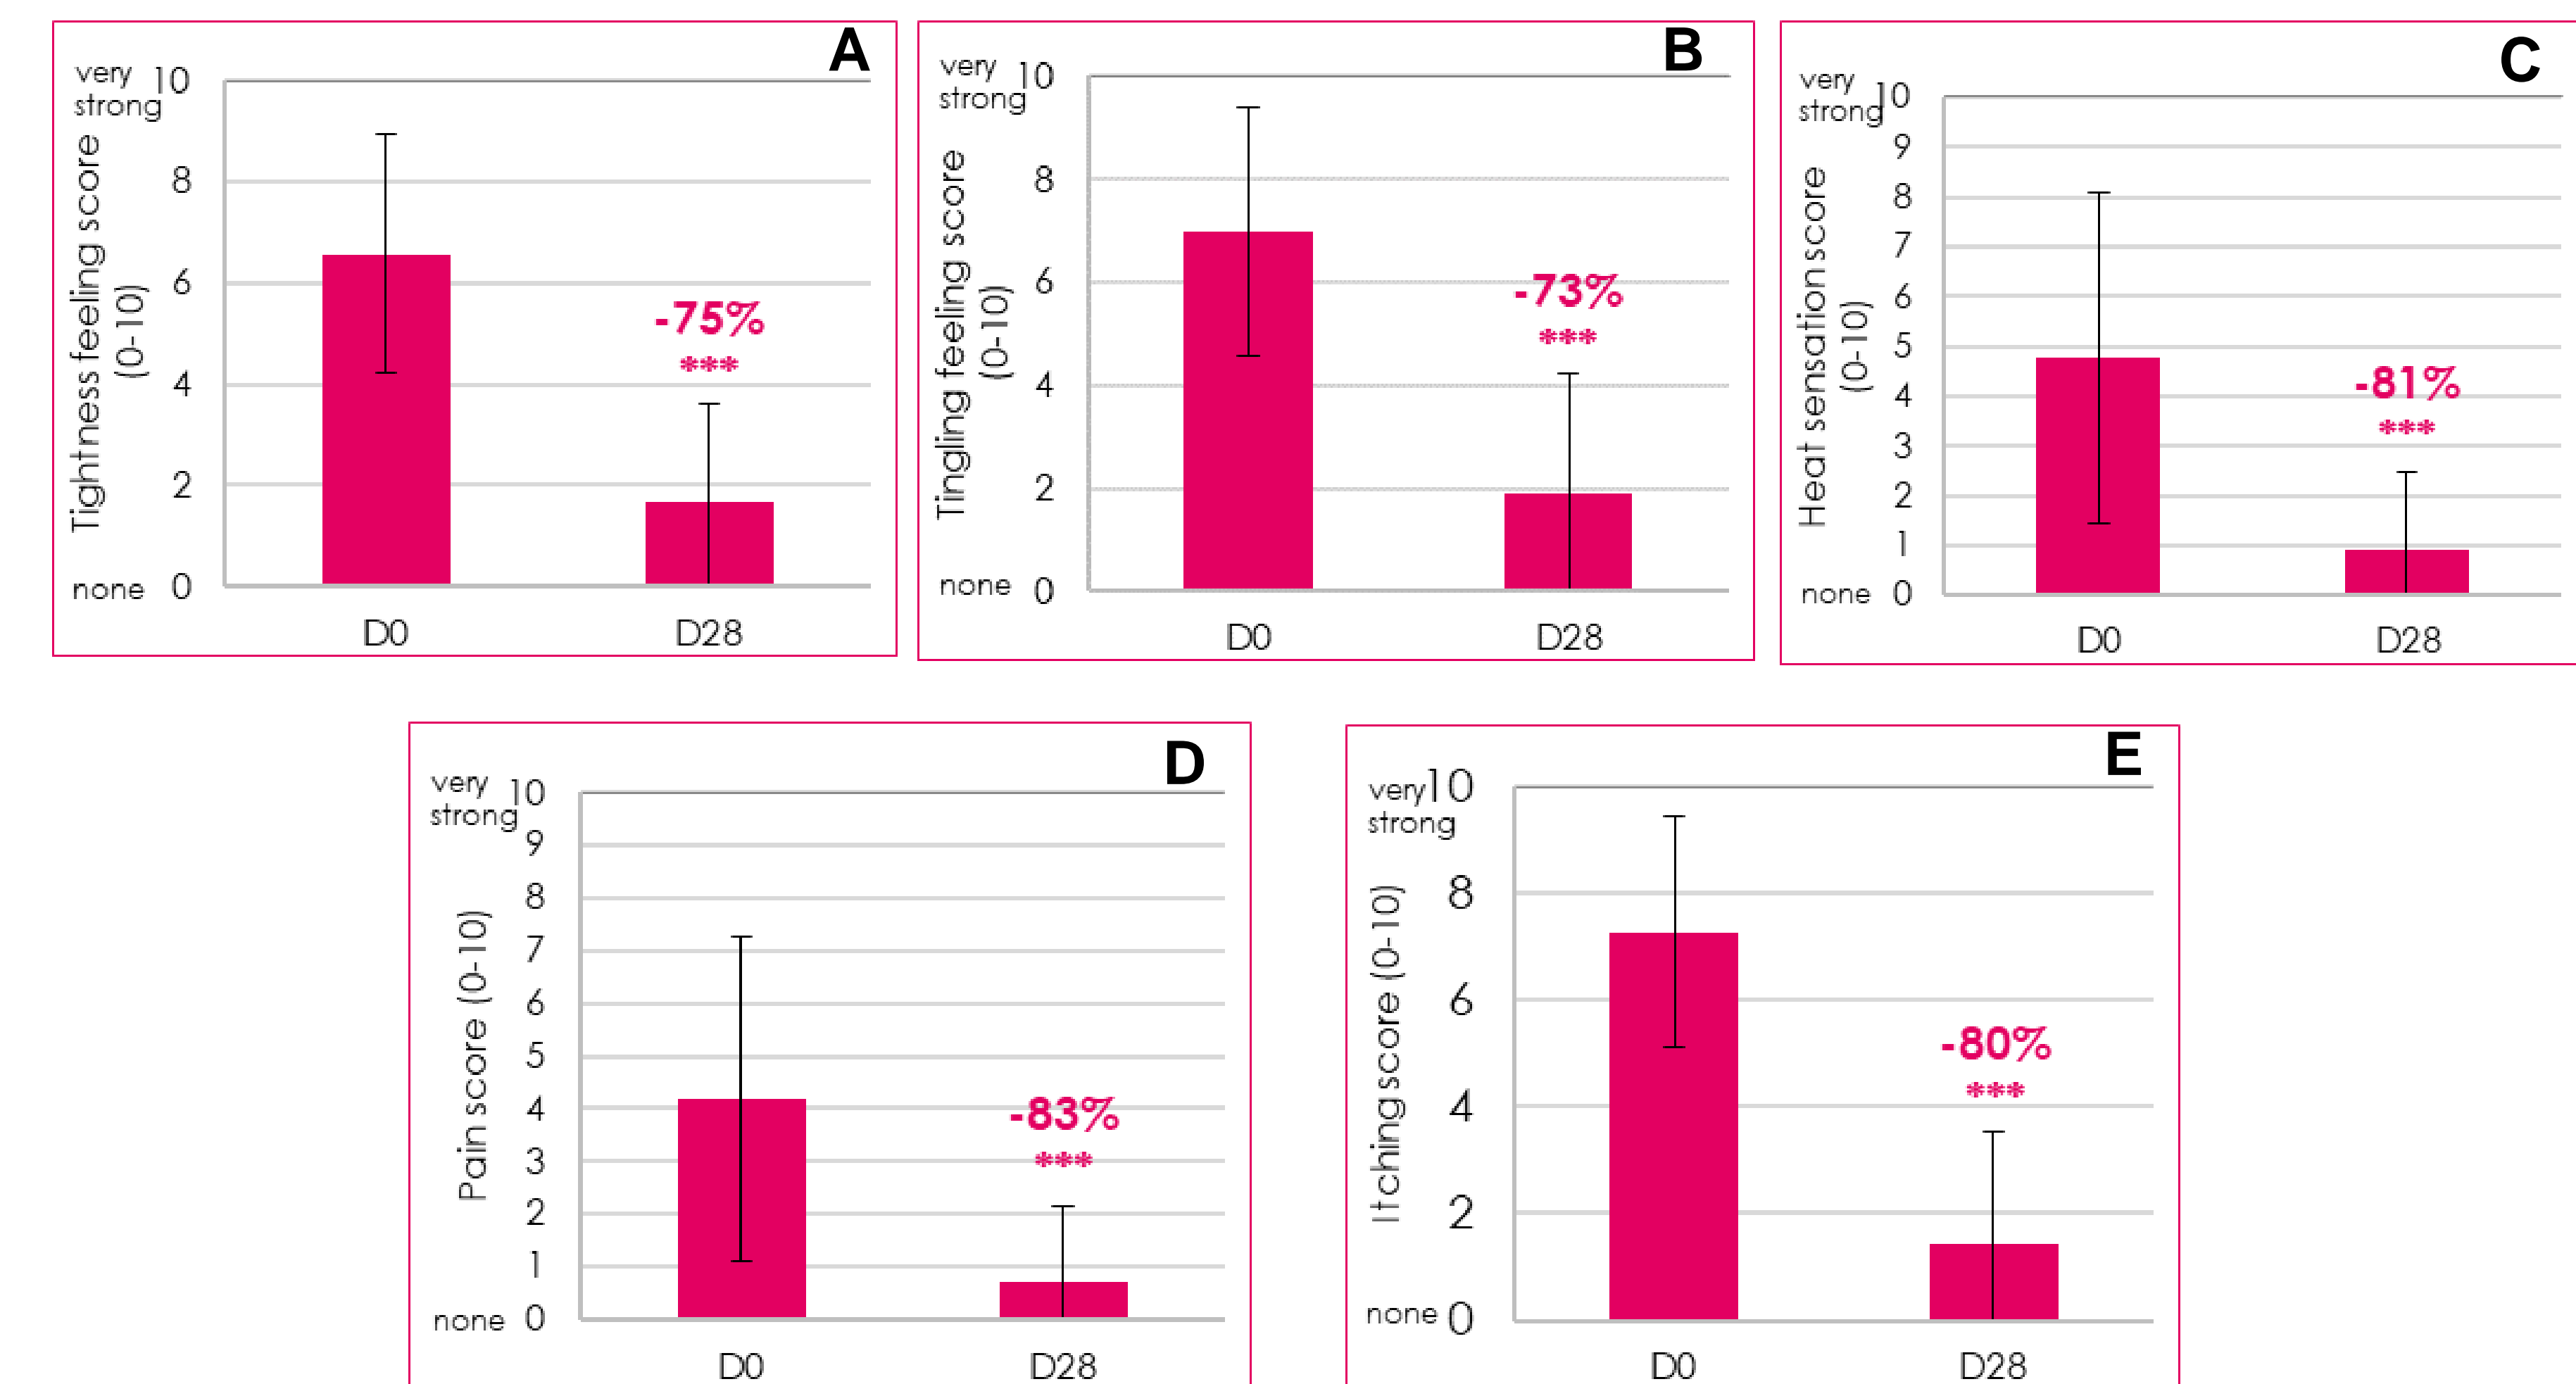 A
very
strong
10
8
6
4
2
0
none
Tightness feeling score
(0-10)
-75%
***
D0 D28
B
very
strong
10
8
6
4
2
0
none
Tingling feeling score
(0-10)
-73%
***
D0 D28
C
very
strong
10
9
8
7
6
5
4
3
2
1
0
none
Heat sensation score
(0-10)
-81%
***
D0 D28
D
very
strong
10
9
8
7
6
5
4
3
2
1
0
none
Pain score (0-10)
-83%
***
D0 D28
E
very
strong
10
8
6
4
2
0
none
Itching score (0-10)
-80%
***
D0 D28